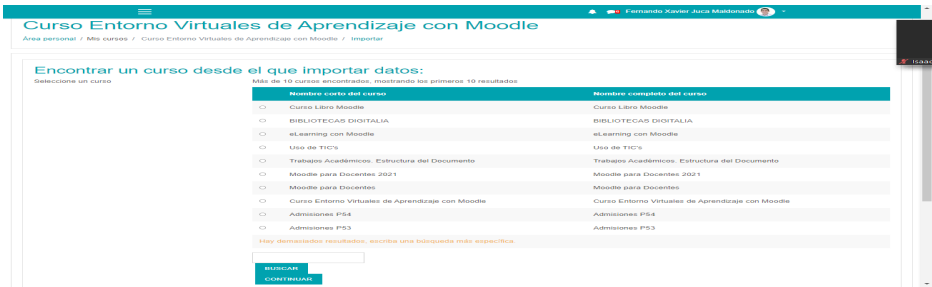 Fernando Xavier Juca Maldonado
Curso Entorno Virtuales de Aprendizaje con Moodle
Área personal / Mis cursos / Curso Entorno Virtuales de Aprendizaje con Moodle / Importar
Isaac
Encontrar un curso desde el que importar datos:
Seleccione un curso
Más de 10 cursos encontrados, mostrando los primeros 10 resultados
Nombre corto del curso Nombre completo del curso
Curso Libro Moodle Curso Libro Moodle
BIBLIOTECAS DIGITALIA BIBLIOTECAS DIGITALIA
eLearning con Moodle eLearning con Moodle
Uso de TIC's Uso de TIC's
Trabajos Académicos. Estructura del Documento Trabajos Académicos. Estructura del Documento
Moodle para Docentes 2021 Moodle para Docentes 2021
Moodle para Docentes Moodle para Docentes
Curso Entorno Virtuales de Aprendizaje con Moodle Curso Entorno Virtuales de Aprendizaje con Moodle
Admisiones P54 Admisiones P54
Admisiones P53 Admisiones P53
Hay demasiados resultados, escriba una búsqueda más específica.
BUSCAR
CONTINUAR